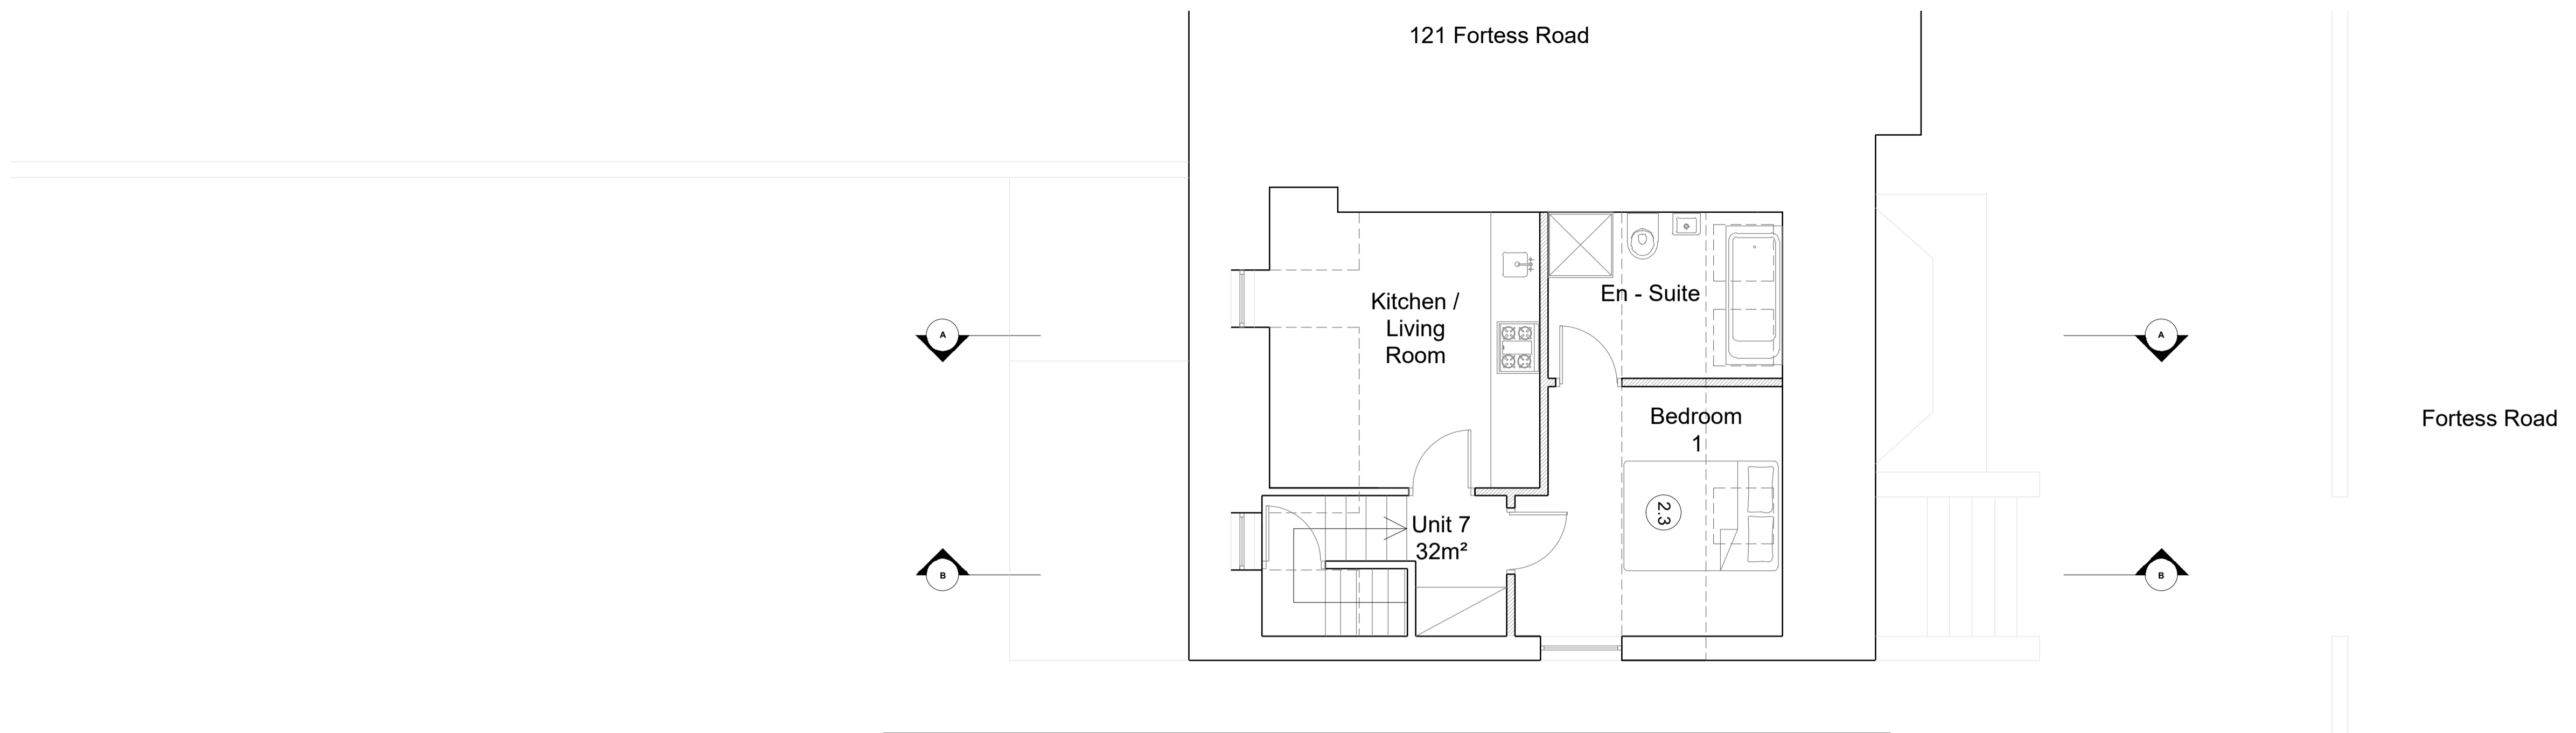 121 Fortess Road
Kitchen /
Living
Room
En - Suite
A
A
Bedroom
1
Fortess Road
2.3
Unit 7
32m²
B
B